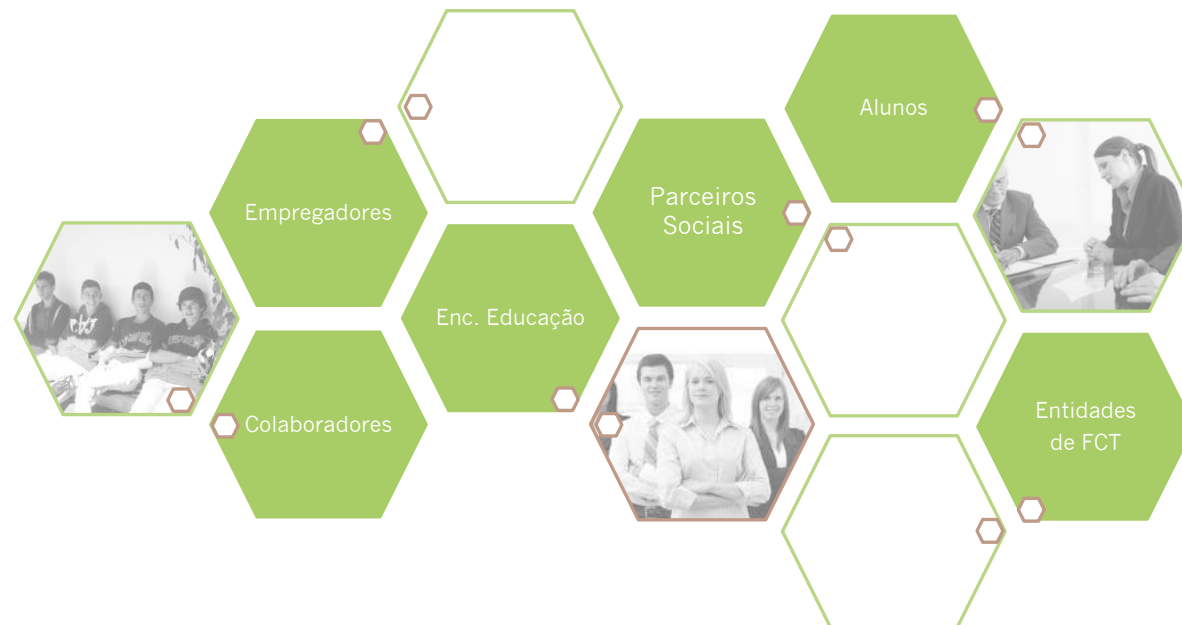 Alunos
Empregadores
Parceiros
Sociais
Enc. Educação
Colaboradores
Entidades
de FCT